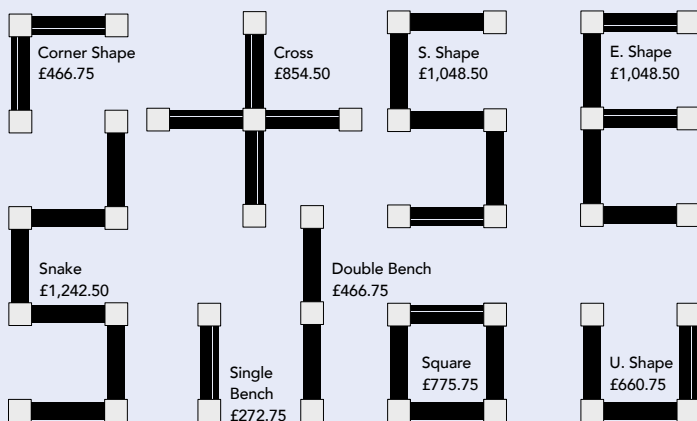 Corner Shape
£466.75
Cross
£854.50
S. Shape
£1,048.50
E. Shape
£1,048.50
Snake
£1,242.50
Double Bench
£466.75
Single
Bench
£272.75
Square
£775.75
U. Shape
£660.75